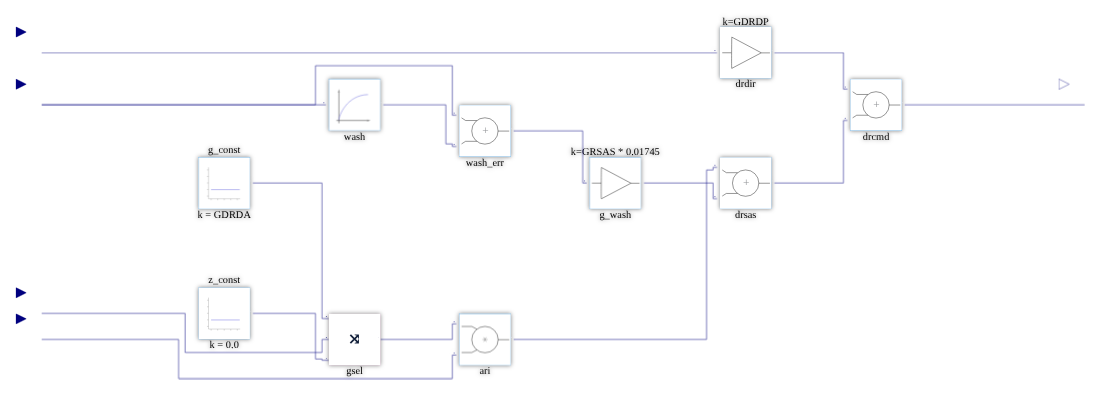 k=GDRDP
drdir
wash
wash_err
drcmd
g_const
k = GDRDA
k=GRSAS * 0,01745
g_wash
drsas
z_const
k = 0.0
gsel
ari